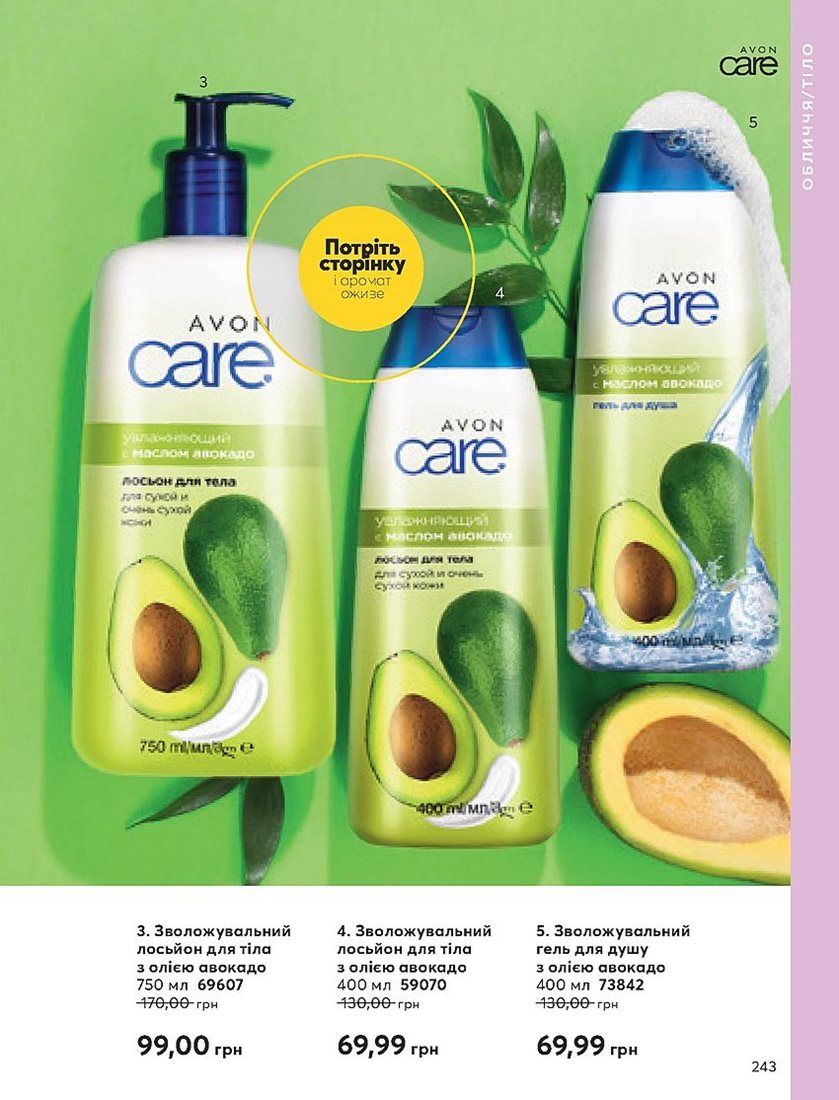 AVON
care
ОБЛИЧЧЯ/ТІЛО
3
5
Потріть
сторінку
і аромат
оживе
4
AVON
care
увлажняющий
с маслом авокадо
лосьон для тела
для сухой и
очень сухой
кожи
750 ml/мл/
AVON
care
увлажняющий
с маслом авокадо
лосьон для тела
для сухой и очень
сухой кожи
400 ml/мл/
AVON
care
увлажняющий
с маслом авокадо
гель для душа
400 ml/мл/
3. Зволожувальний
лосьйон для тіла
з олією авокадо
750 мл 69607
170,00 грн
99,00 грн
4. Зволожувальний
лосьйон для тіла
з олією авокадо
400 мл 59070
130,00 грн
69,99 грн
5. Зволожувальний
гель для душу
з олією авокадо
400 мл 73842
130,00 грн
69,99 грн
243